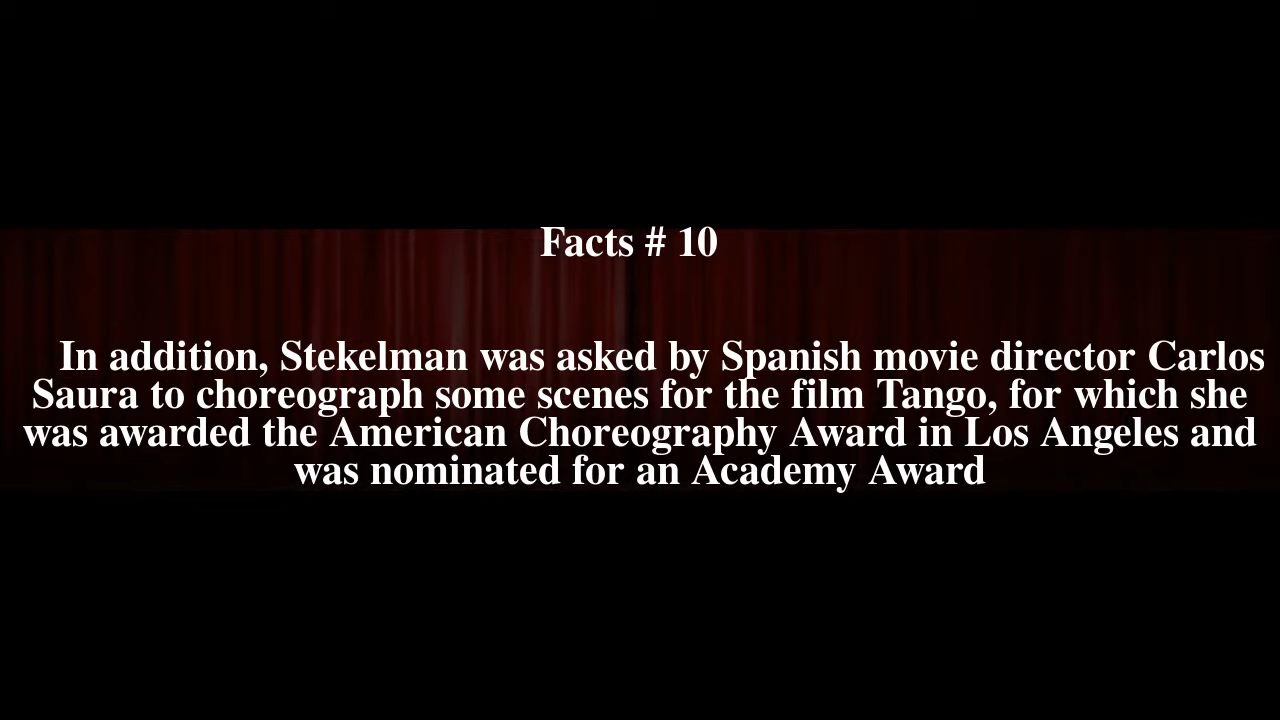 Facts # 10
In addition, Stekelman was asked by Spanish movie director Carlos
Saura to choreograph some scenes for the film Tango, for which she
was awarded the American Choreography Award in Los Angeles and
was nominated for an Academy Award